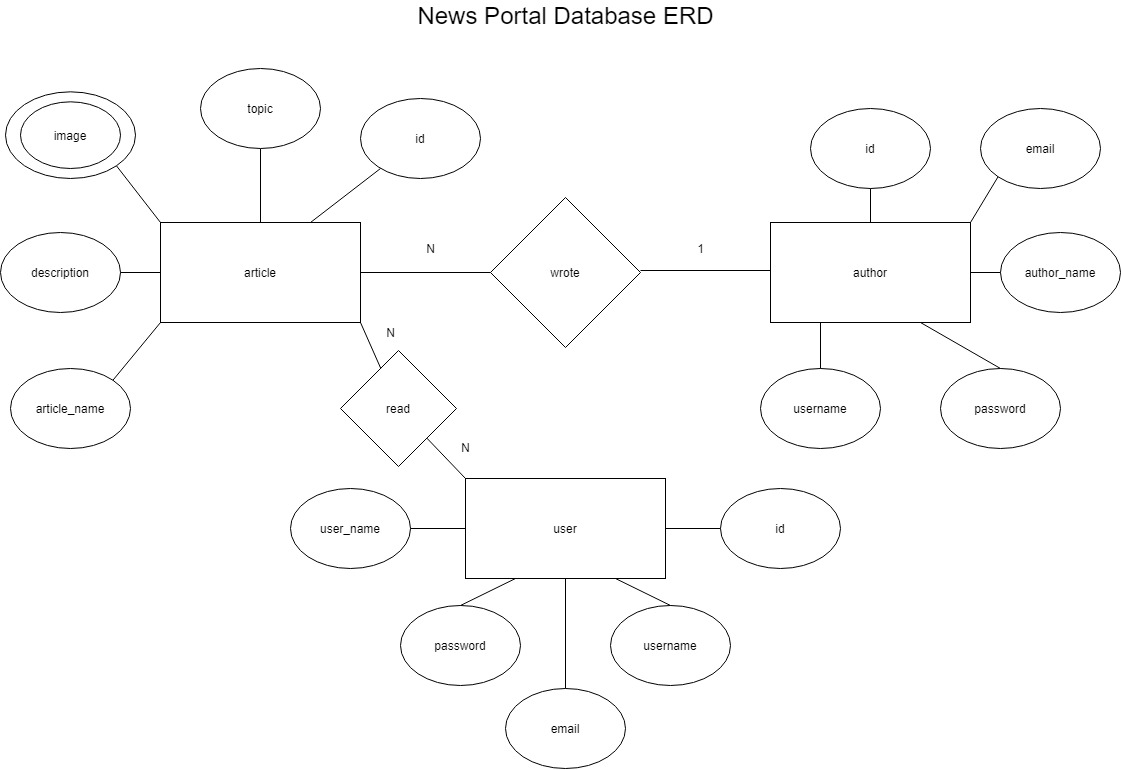 News Portal Database ERD
image
topic
id
id
email
description
article
N
wrote
1
author
author_name
N
article_name
read
username
password
N
user_name
user
id
password
username
email